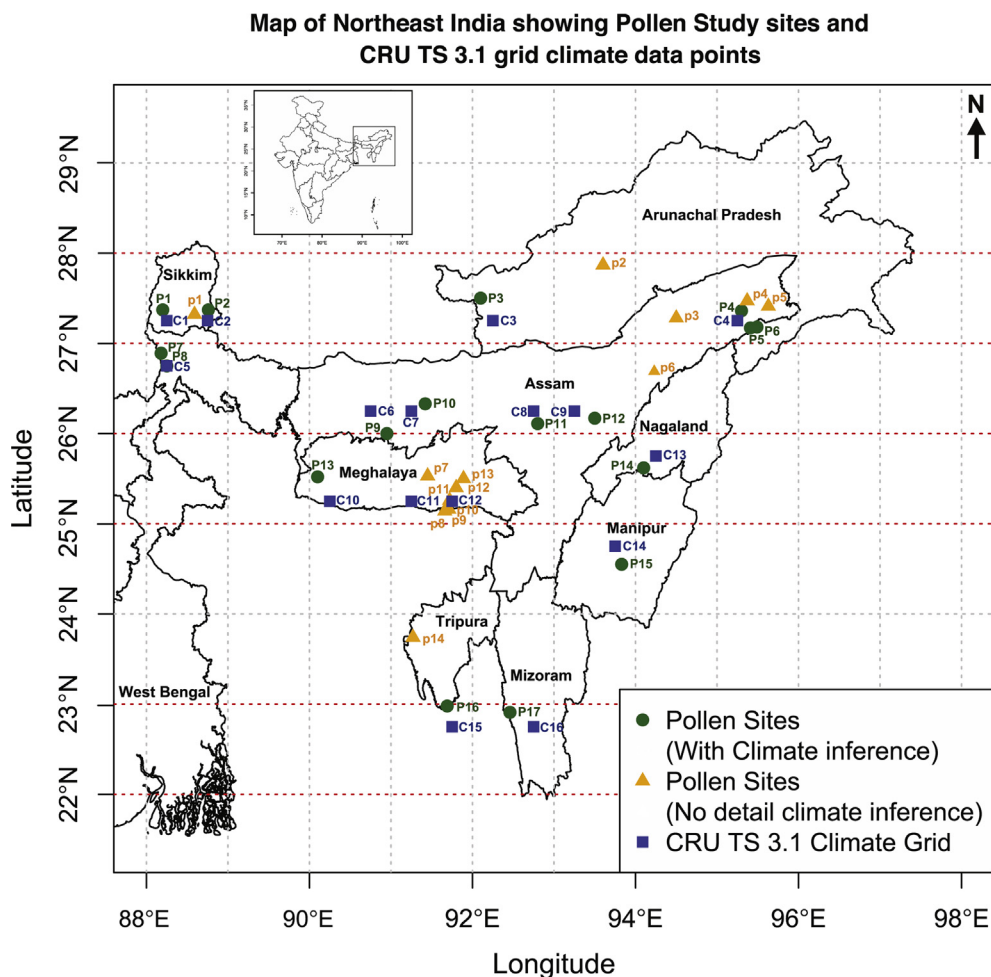 Map of Northeast India showing Pollen Study sites and
CRU TS 3.1 grid climate data points
N
Arunachal Pradesh
Sikkim
p2
P1
p1
P2
P3
p4
p5
P4
C1
C2
C3
p3
C4
P6
P5
P7
P8
C5
p6
Assam
P10
C6
C7
C8
C9
P11
P12
P9
Nagaland
P13
Meghalaya
p7
p13
p12
p11
P14
C13
C10
C11
C12
p10
p8
p9
Manipur
C14
P15
Tripura
p14
Mizoram
West Bengal
P16
P17
C15
C16
Pollen Sites
(With Climate inference)
Pollen Sites
(No detail climate inference)
CRU TS 3.1 Climate Grid
29°N
28°N
27°N
26°N
25°N
24°N
23°N
22°N
Latitude
88°E
90°E
92°E
94°E
96°E
98°E
Longitude
70°E
80°E
90°E
100°E